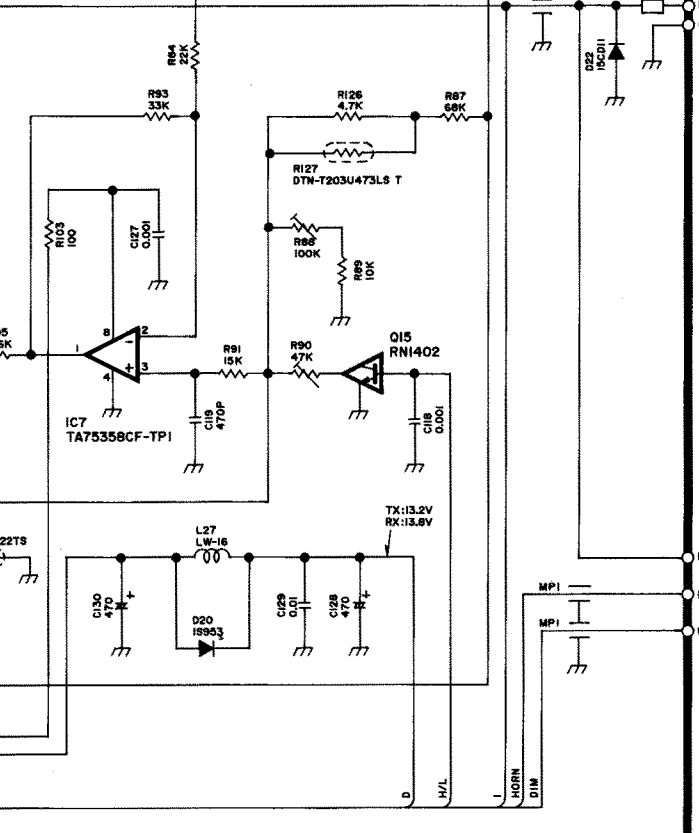 R84
22K
D22
1SCD11
R93
33K
R126
4.7K
R87
68K
R127
DTN-T203U473LS T
R103
100
C127
0.001
R88
100K
R89
10K
8
2
-
1
+
3
4
R91
15K
R90
47K
Q15
RN1402
IC7
TA75358CF-TP1
C119
470P
C118
0.001
TX:13.2V
RX:13.8V
22TS
L27
LW-16
C130
470
+
D20
1S953
C129
0.01
C128
470
+
MP1
MP1
D
H/L
I
HORN
DIM